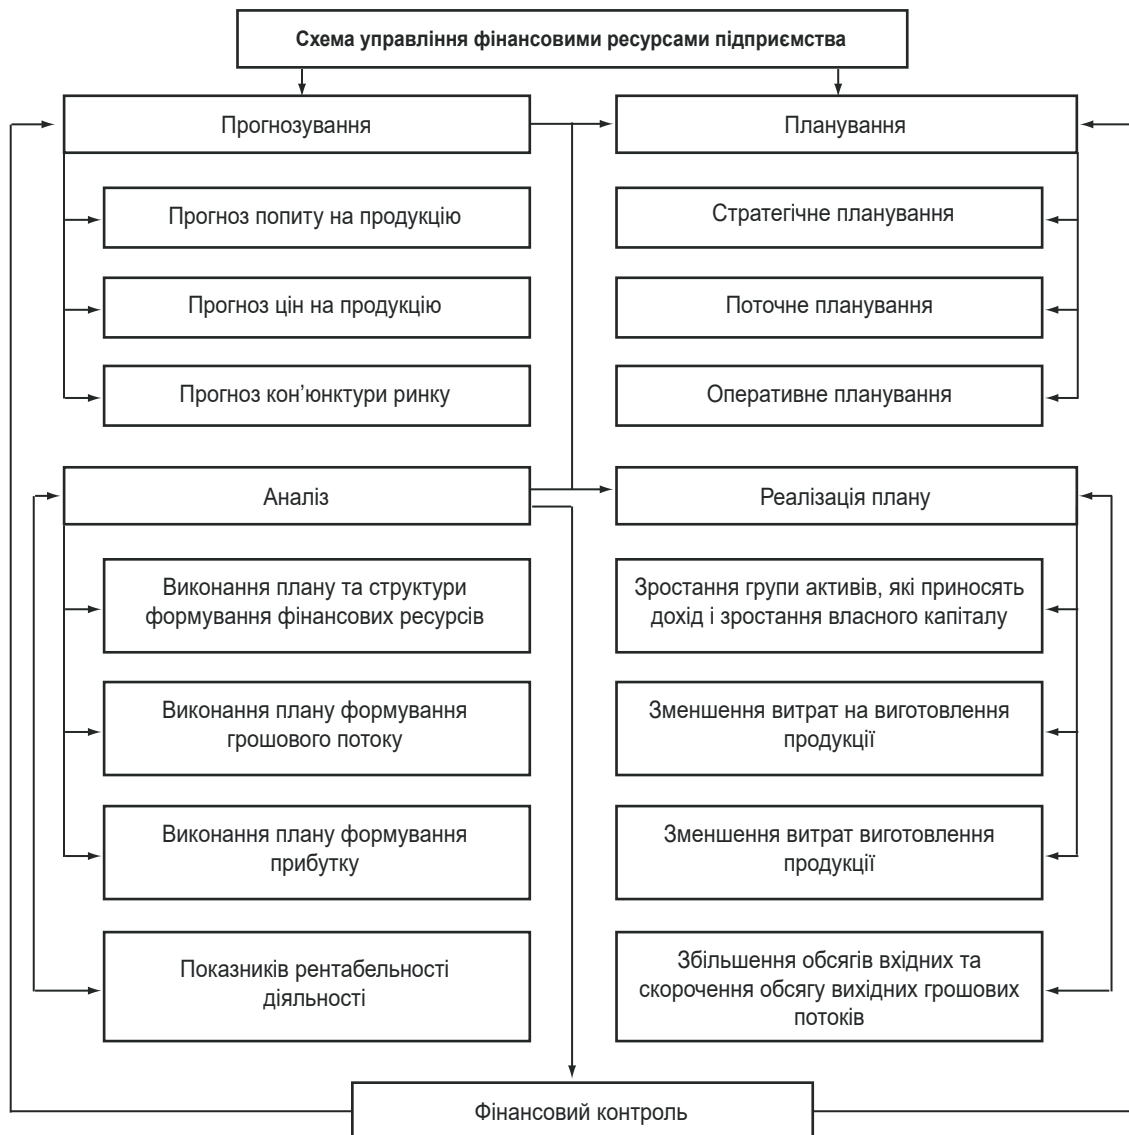 Схема управління фінансовими ресурсами підприємства
Прогнозування
Планування
Прогноз попиту на продукцію
Стратегічне планування
Прогноз цін на продукцію
Поточне планування
Прогноз кон’юнктури ринку
Оперативне планування
Аналіз
Реалізація плану
Виконання плану та структури
формування фінансових ресурсів
Зростання групи активів, які приносять
дохід і зростання власного капіталу
Виконання плану формування
грошового потоку
Зменшення витрат на виготовлення
продукції
Виконання плану формування
прибутку
Зменшення витрат виготовлення
продукції
Показників рентабельності
діяльності
Збільшення обсягів вхідних та
скорочення обсягу вихідних грошових
потоків
Фінансовий контроль